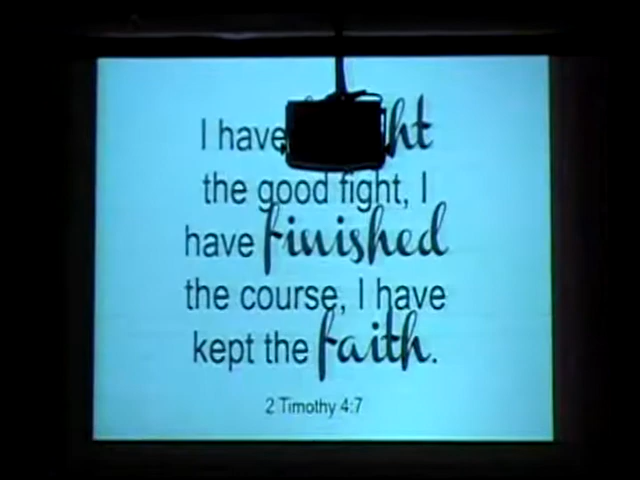 I have
the good fight, I
have finished
the course, I have
kept the faith.
2 Timothy 4:7